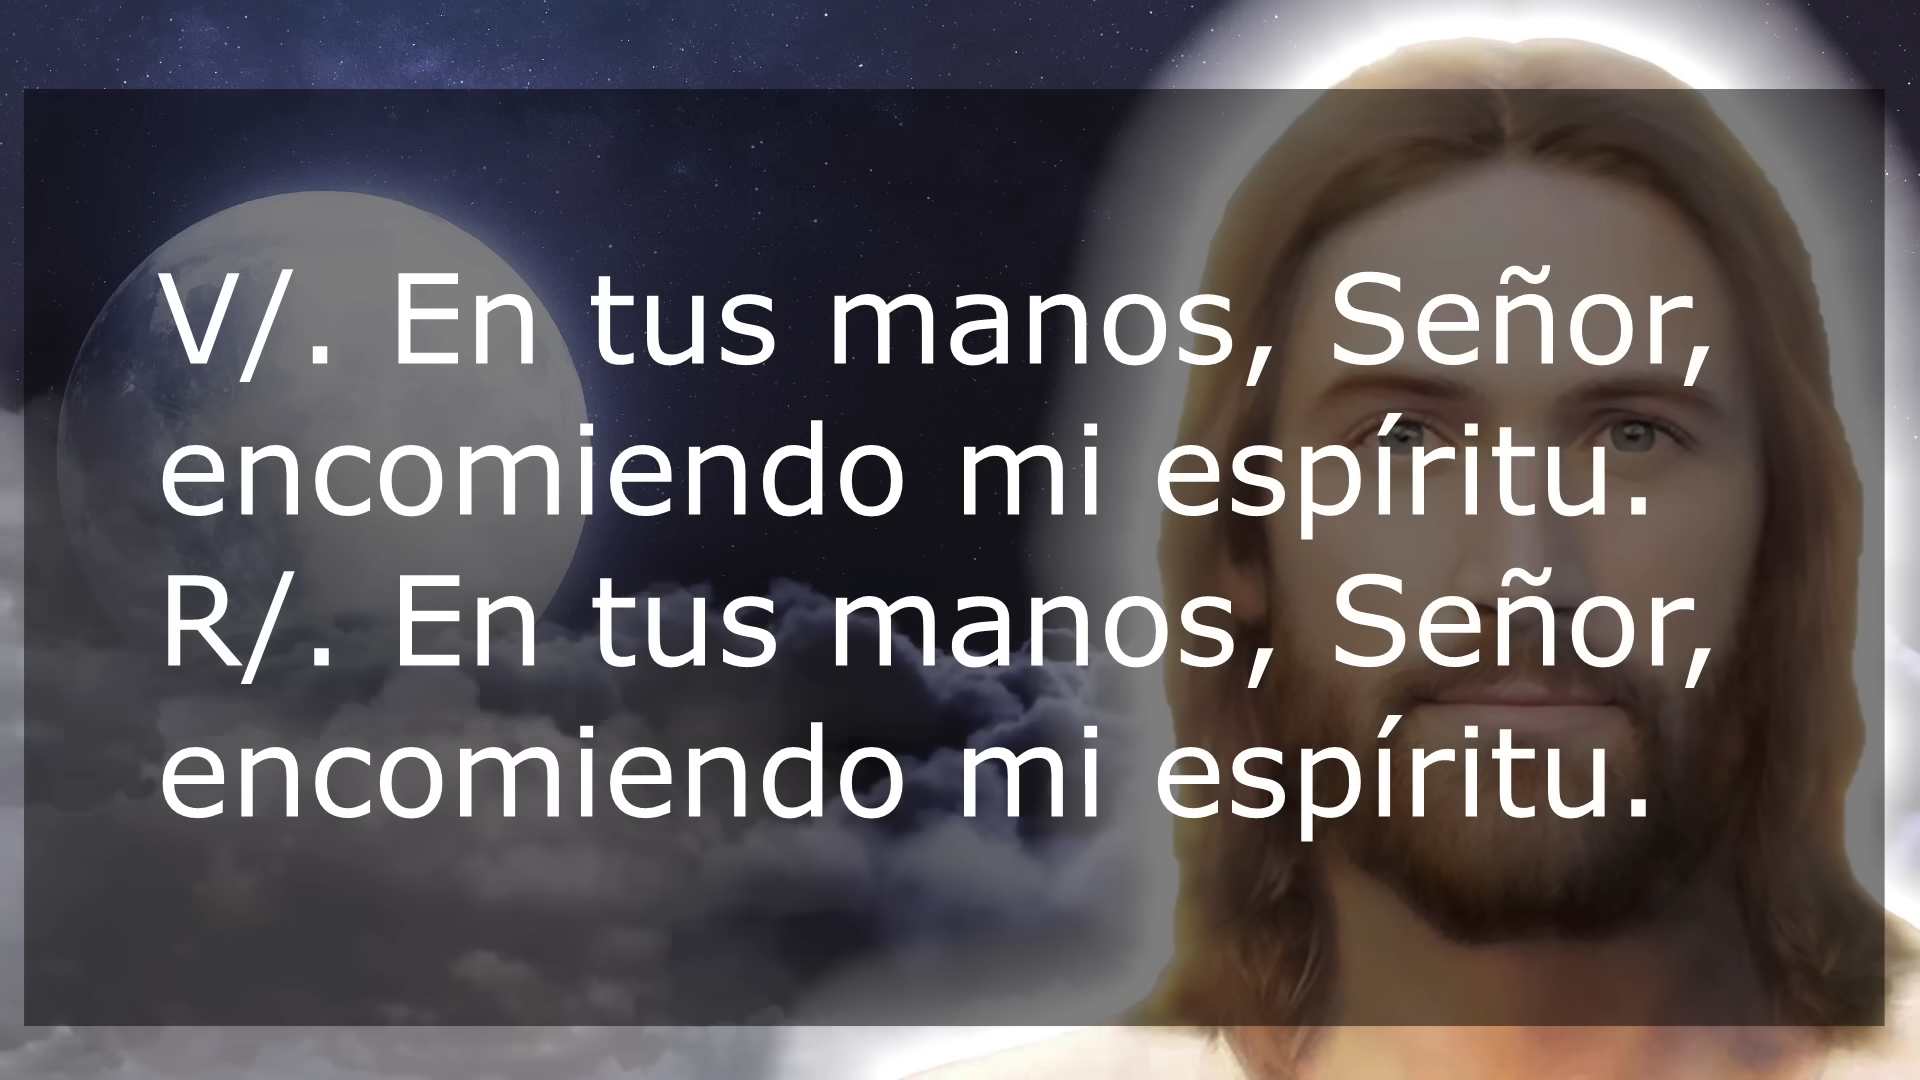 V/. En tus manos, Señor,
encomiendo mi espíritu.
R/. En tus manos, Señor,
encomiendo mi espíritu.